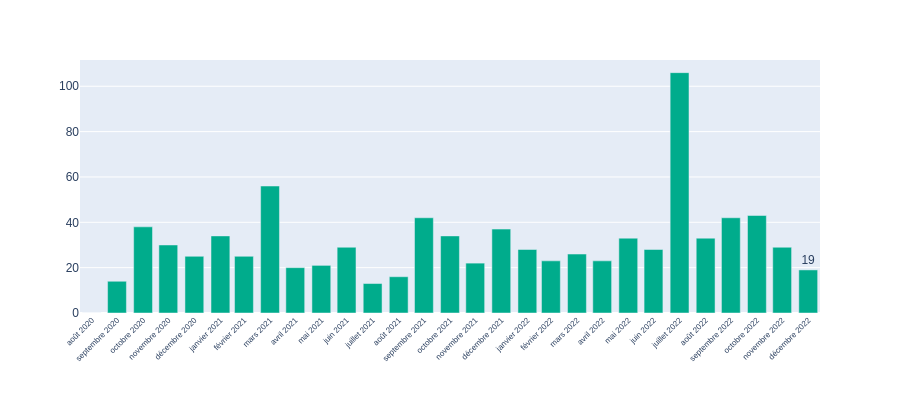 100
80
60
40
20
0
19
août 2020
septembre 2020
octobre 2020
novembre 2020
décembre 2020
janvier 2021
février 2021
mars 2021
avril 2021
mai 2021
juin 2021
juillet 2021
août 2021
septembre 2021
octobre 2021
novembre 2021
décembre 2021
janvier 2022
février 2022
mars 2022
avril 2022
mai 2022
juin 2022
juillet 2022
août 2022
septembre 2022
octobre 2022
novembre 2022
décembre 2022